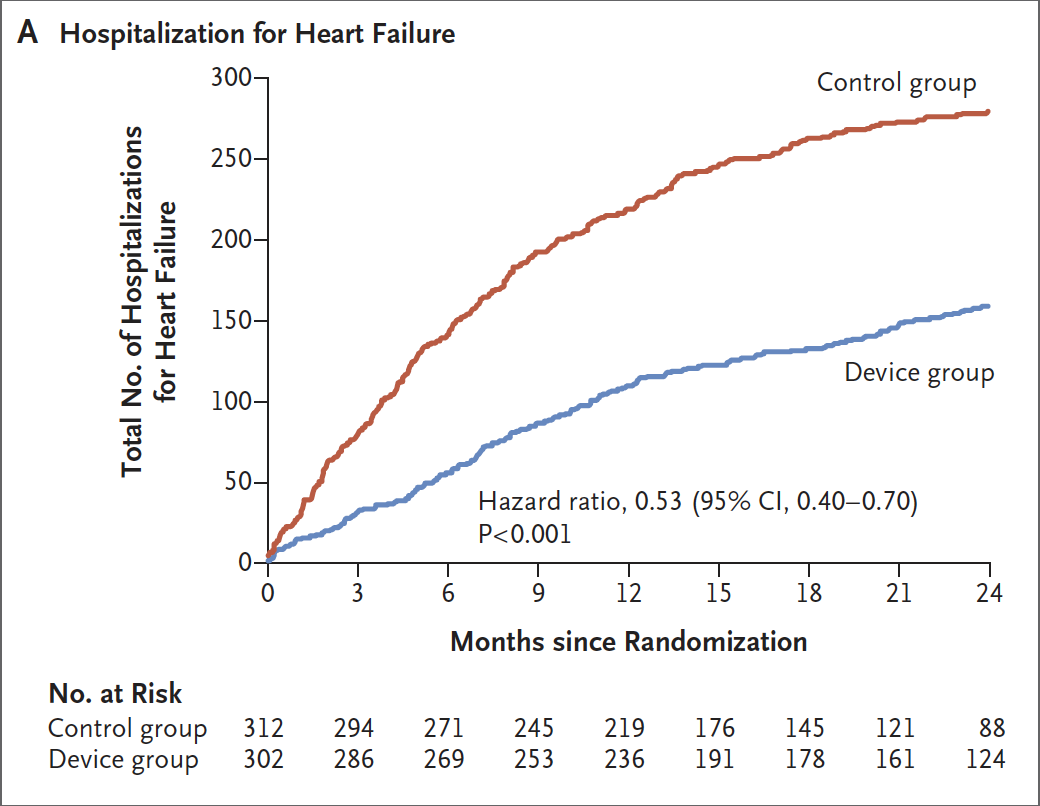 A Hospitalization for Heart Failure
Total No. of Hospitalizations
for Heart Failure
300
250
200
150
100
50
0
Control group
Device group
Hazard ratio, 0.53 (95% CI, 0.40–0.70)
P<0.001
0 3 6 9 12 15 18 21 24
Months since Randomization
No. at Risk
Control group 312 294 271 245 219 176 145 121 88
Device group 302 286 269 253 236 191 178 161 124